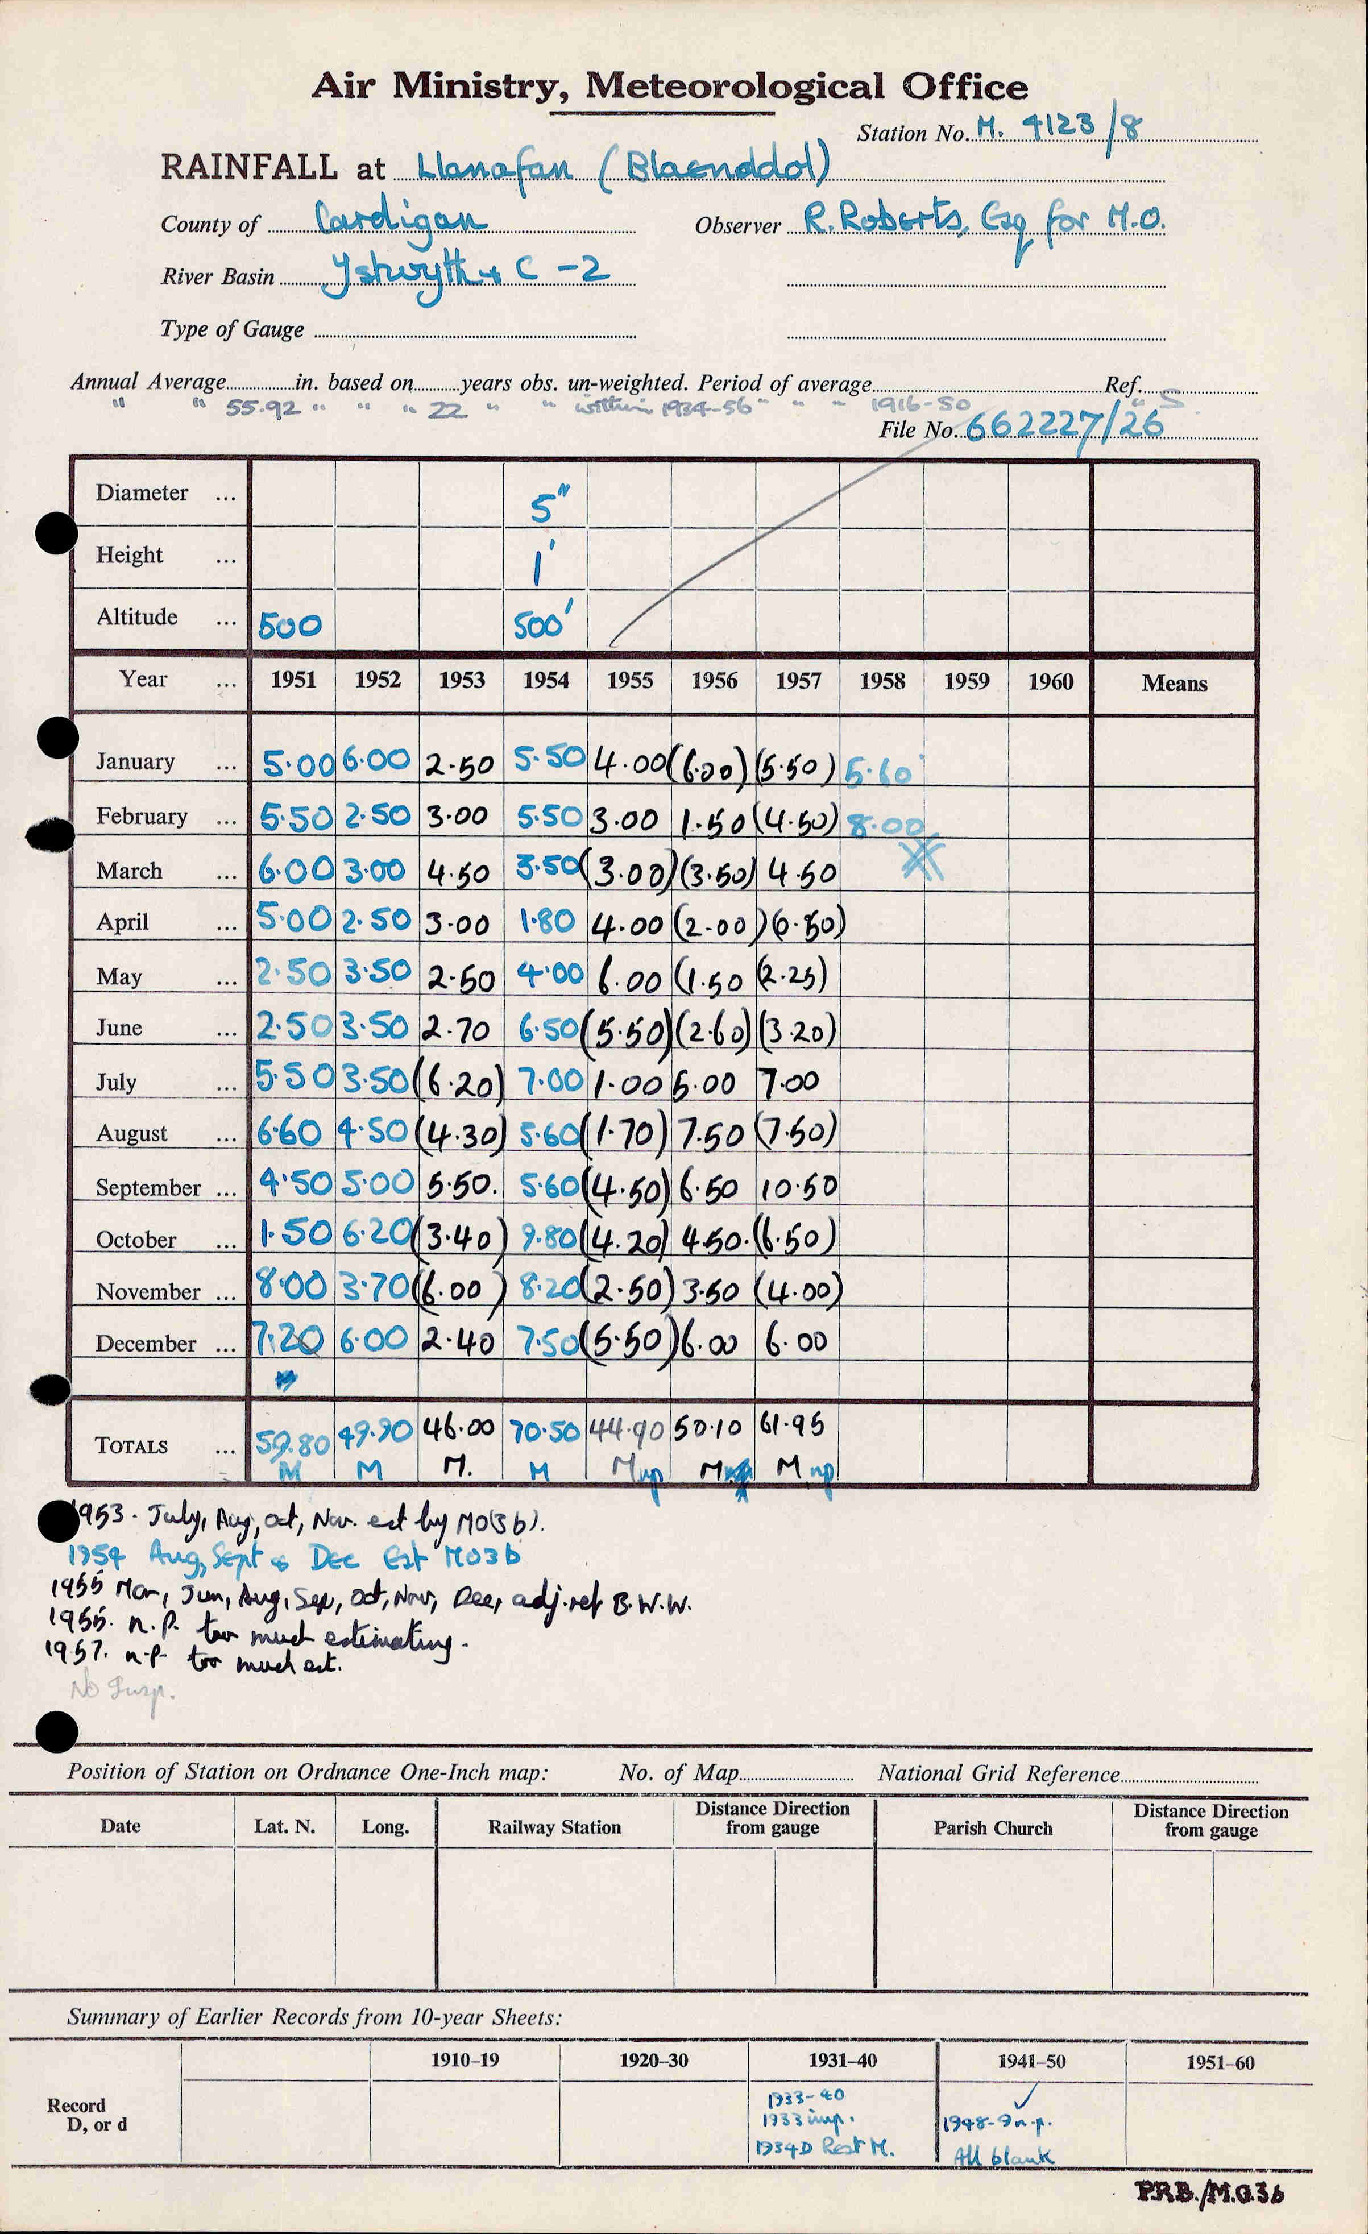 Air Ministry, Meteorological Office
Station No. M. 4123/8
RAINFALL at Llanafan (Blaenddol)
County of Cardigan Observer R. Roberts, Esq for M.O.
River Basin Ystwyth & C -2
Type of Gauge
Annual Average in. based on years obs. un-weighted. Period of average Ref.
" " 55.92 " " " 22 " " within 1934-56 " " " 1916-50 " S.
File No. 662227/26
Diameter ... 5"
Height ... 1'
Altitude ... 500 500'
Year ... 1951 1952 1953 1954 1955 1956 1957 1958 1959 1960 Means
January ... 5.00 6.00 2.50 5.50 4.00 (6.00) (5.50) 5.60
February ... 5.50 2.50 3.00 5.50 3.00 1.50 (4.50) 8.00
March ... 6.00 3.00 4.50 3.50 (3.00) (3.50) 4.50
April ... 5.00 2.50 3.00 1.80 4.00 (2.00) (0.50)
May ... 2.50 3.50 2.50 4.00 6.00 (1.50 (2.25)
June ... 2.50 3.50 2.70 6.50 (5.50) (2.60) (3.20)
July ... 5.50 3.50 (6.20) 7.00 1.00 5.00 7.00
August ... 6.60 4.50 (4.30) 5.60 (1.70) 7.50 (7.50)
September ... 4.50 5.00 5.50. 5.60 (4.50) 6.50 10.50
October ... 1.50 6.20 (3.40) 9.80 (4.20) 4.50. (6.50)
November ... 8.00 3.70 (6.00) 8.20 (2.50) 3.50 (4.00)
December ... 7.20 6.00 2.40 7.50 (5.50) 6.00 6.00
TOTALS ... 59.80 49.90 46.00 70.50 44.90 50.10 61.95
M M M. M M np M M np
1953. July, Aug, Oct, Nov. est by MO(3b).
1954 Aug, Sept & Dec Est MO3b
1955 Mar, Jun, Aug, Sep, Oct, Nov, Dec, adj. ref B.W.W.
1955. n.p. too much estimating.
1957. n.p. too much est.
No Insp.
Position of Station on Ordnance One-Inch map: No. of Map National Grid Reference
Date Lat. N. Long. Railway Station Distance Direction from gauge Parish Church Distance Direction from gauge
Summary of Earlier Records from 10-year Sheets:
1910-19 1920-30 1931-40 1941-50 1951-60
Record
D, or d
1933-40 ✓
1933 imp. 1948-9 n.p.
1934D Rest M. All blank
P.R.B./M.O.3b